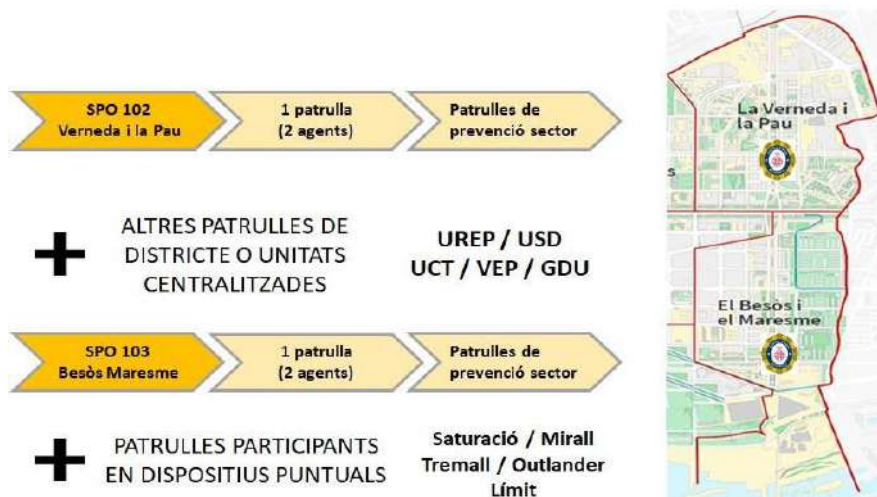 SPO 102
Verneda i la Pau
1 patrulla
(2 agents)
Patrulles de
prevenció sector
+
ALTRES PATRULLES DE
DISTRICTE O UNITATS
CENTRALITZADES
UREP / USD
UCT / VEP / GDU
SPO 103
Besòs Maresme
1 patrulla
(2 agents)
Patrulles de
prevenció sector
+
PATRULLES PARTICIPANTS
EN DISPOSITIUS PUNTUALS
Saturació / Mirall
Tremall / Outlander
Límit
La Verneda i
la Pau
s
El Besòs i
el Maresme